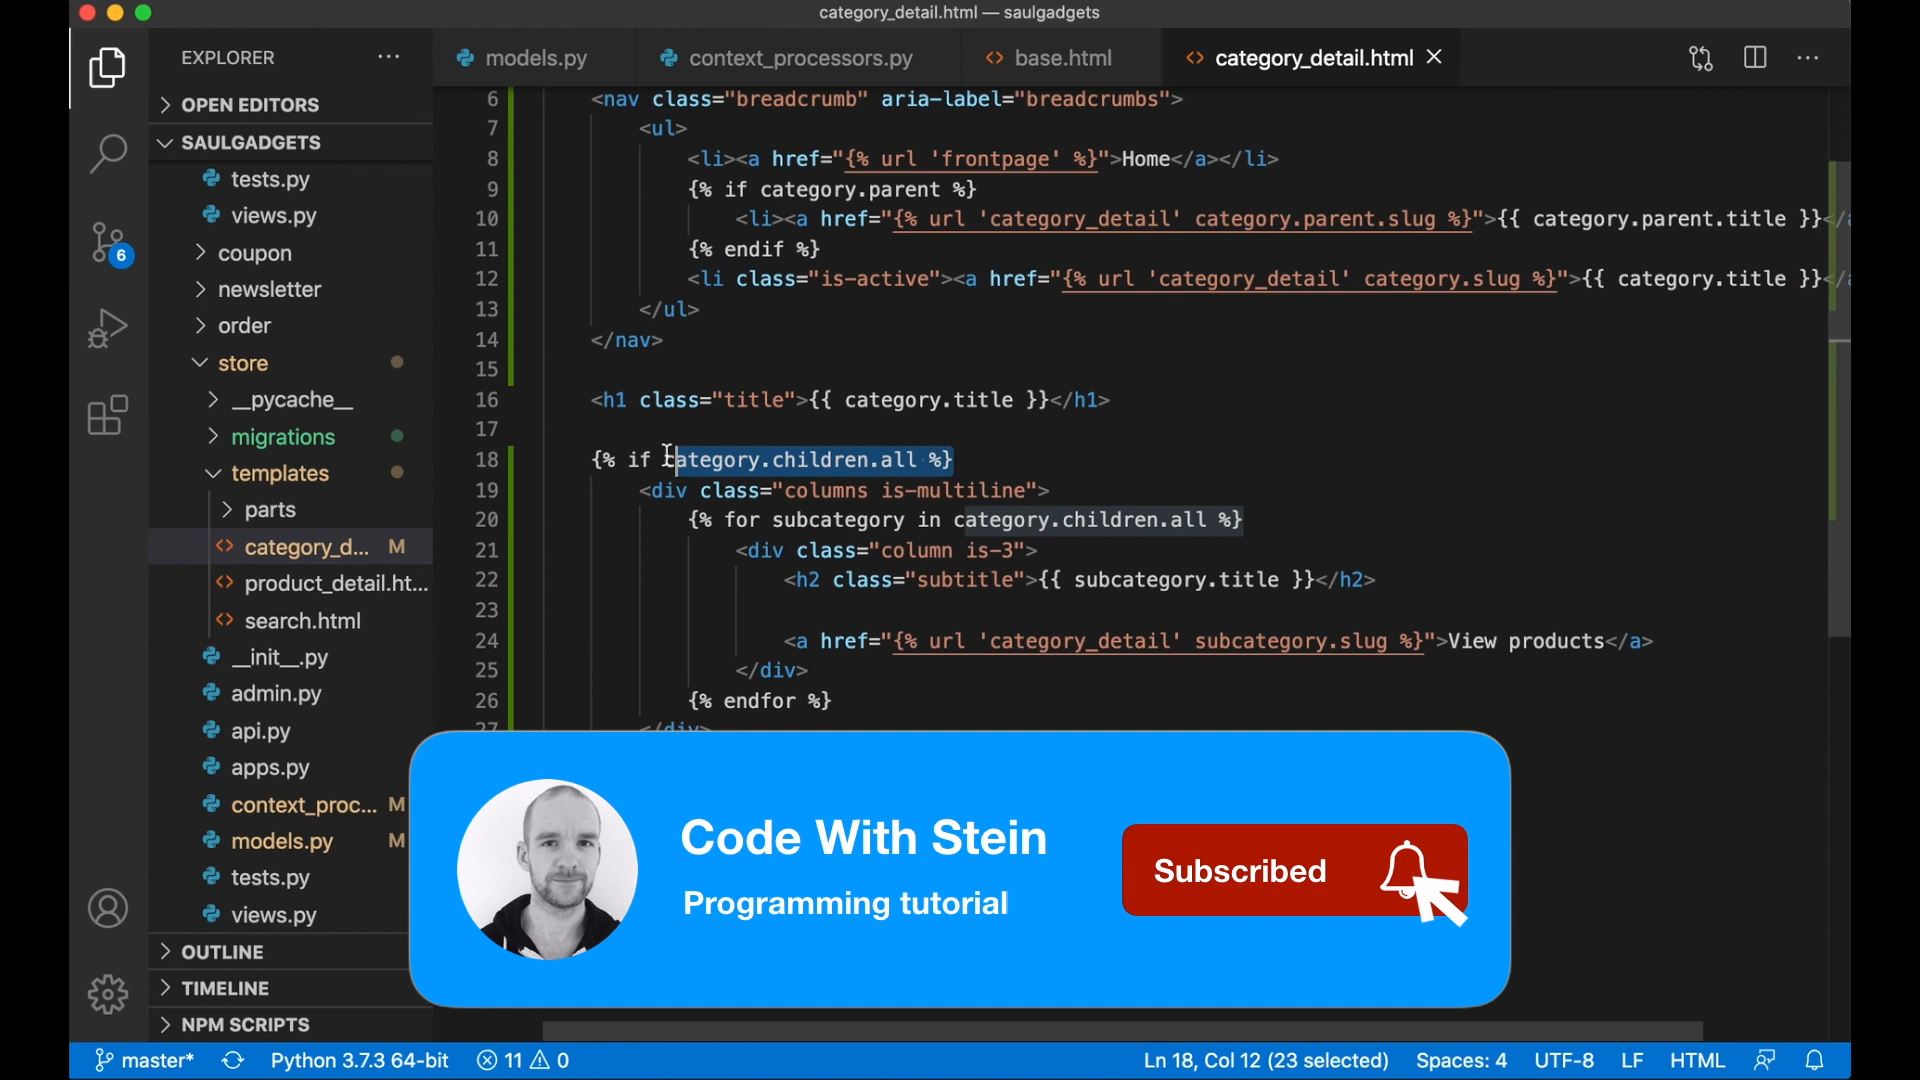 category_detail.html — saulgadgets
EXPLORER
models.py
context_processors.py
base.html
category_detail.html
OPEN EDITORS
SAULGADGETS
tests.py
views.py
coupon
newsletter
order
store
__pycache__
migrations
templates
parts
category_d... M
product_detail.ht...
search.html
__init__.py
admin.py
api.py
apps.py
context_proc... M
models.py M
tests.py
views.py
OUTLINE
TIMELINE
NPM SCRIPTS
6
6 <nav class="breadcrumb" aria-label="breadcrumbs">
7 <ul>
8 <li><a href="{% url 'frontpage' %}">Home</a></li>
9 {% if category.parent %}
10 <li><a href="{% url 'category_detail' category.parent.slug %}">{{ category.parent.title }}</a
11 {% endif %}
12 <li class="is-active"><a href="{% url 'category_detail' category.slug %}">{{ category.title }}</a
13 </ul>
14 </nav>
15
16 <h1 class="title">{{ category.title }}</h1>
17
18 {% if category.children.all %}
19 <div class="columns is-multiline">
20 {% for subcategory in category.children.all %}
21 <div class="column is-3">
22 <h2 class="subtitle">{{ subcategory.title }}</h2>
23
24 <a href="{% url 'category_detail' subcategory.slug %}">View products</a>
25 </div>
26 {% endfor %}
27 </div>
Code With Stein
Programming tutorial
Subscribed
master*
Python 3.7.3 64-bit
11
0
Ln 18, Col 12 (23 selected)
Spaces: 4
UTF-8
LF
HTML